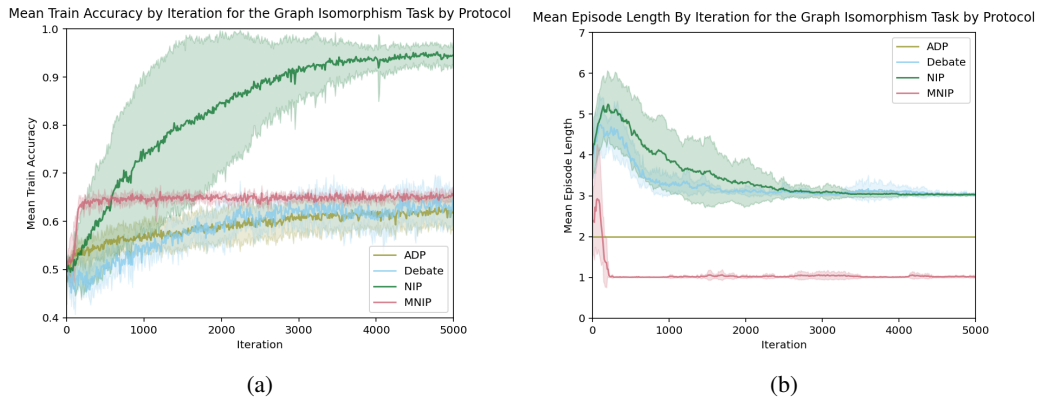 Mean Train Accuracy by Iteration for the Graph Isomorphism Task by Protocol
1.0
0.9
0.8
0.7
0.6
0.5
0.4
Mean Train Accuracy
0
1000
2000
3000
4000
5000
Iteration
ADP
Debate
NIP
MNIP
(a)
Mean Episode Length By Iteration for the Graph Isomorphism Task by Protocol
7
6
5
4
3
2
1
0
Mean Episode Length
0
1000
2000
3000
4000
5000
Iteration
ADP
Debate
NIP
MNIP
(b)